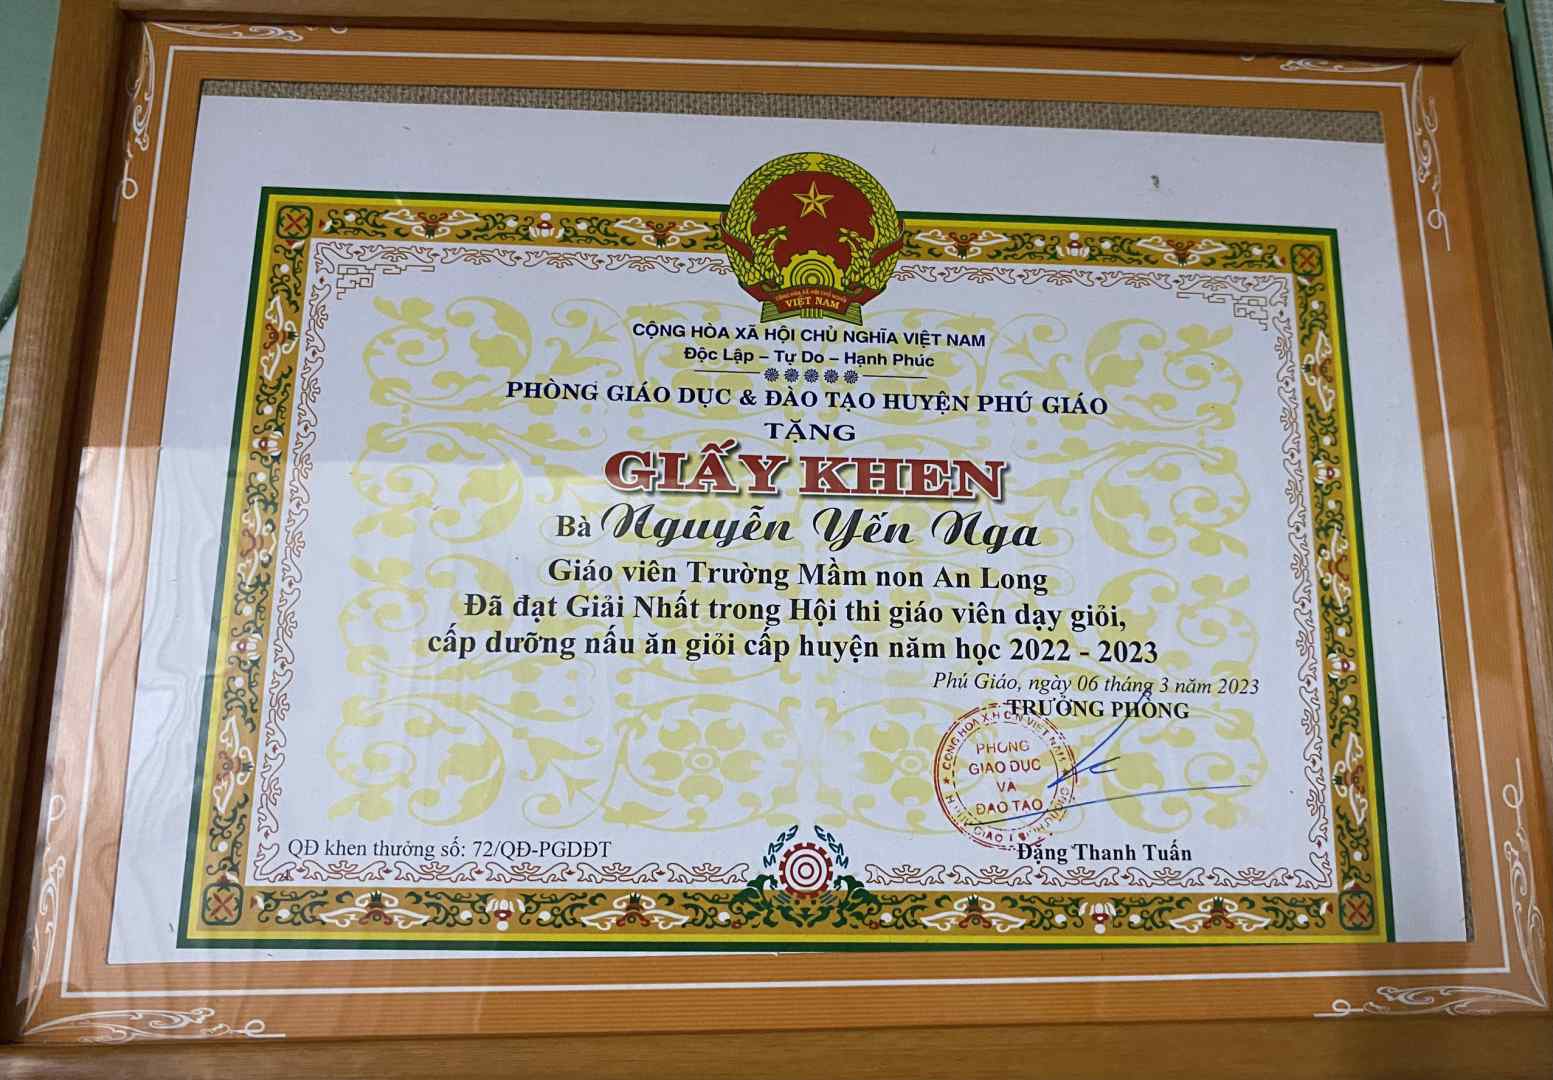 VIỆT NAM
CỘNG HÒA XÃ HỘI CHỦ NGHĨA VIỆT NAM
Độc Lập – Tự Do – Hạnh Phúc
PHÒNG GIÁO DỤC & ĐÀO TẠO HUYỆN PHÚ GIÁO
TẶNG
GIẤY KHEN
Bà Nguyễn Yến Nga
Giáo viên Trường Mầm non An Long
Đã đạt Giải Nhất trong Hội thi giáo viên dạy giỏi,
cấp dưỡng nấu ăn giỏi cấp huyện năm học 2022 - 2023
Phú Giáo, ngày 06 tháng 3 năm 2023
TRƯỞNG PHÒNG
PHÒNG
GIÁO DỤC
VÀ
ĐÀO TẠO
QĐ khen thưởng số: 72/QĐ-PGDĐT
Đặng Thanh Tuấn